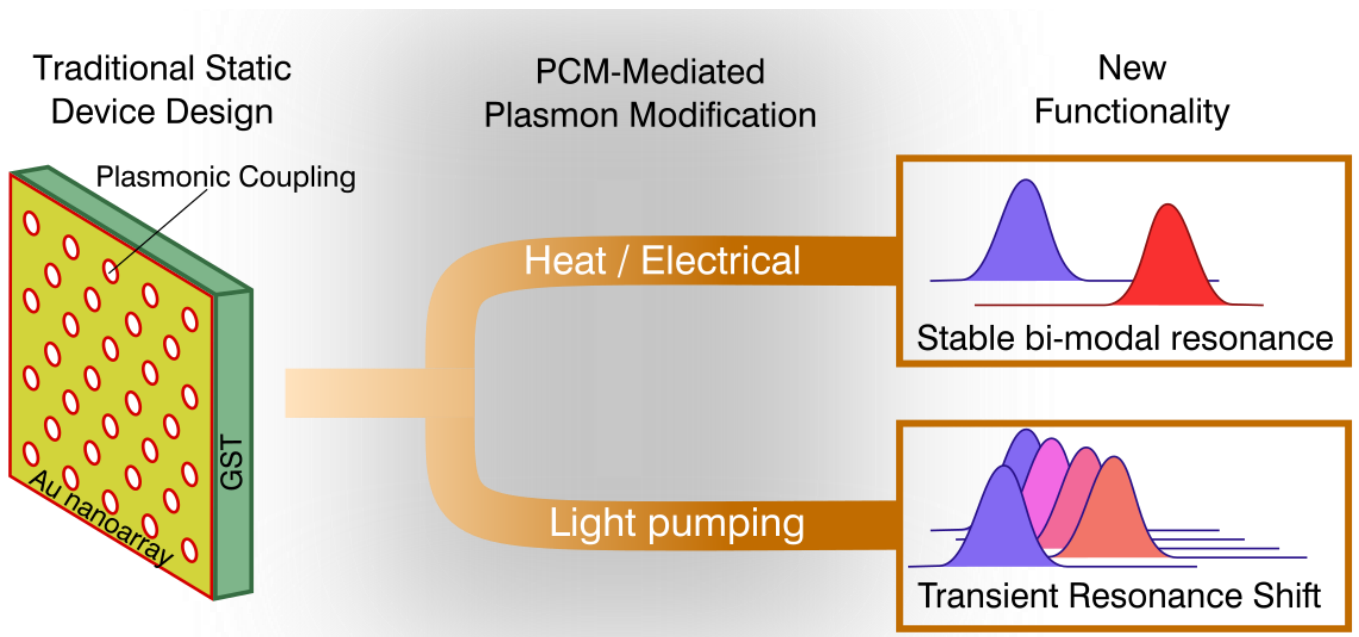 Traditional Static
Device Design
PCM-Mediated
Plasmon Modification
New
Functionality
Plasmonic Coupling
Au nanoarray
GST
Heat / Electrical
Light pumping
Stable bi-modal resonance
Transient Resonance Shift